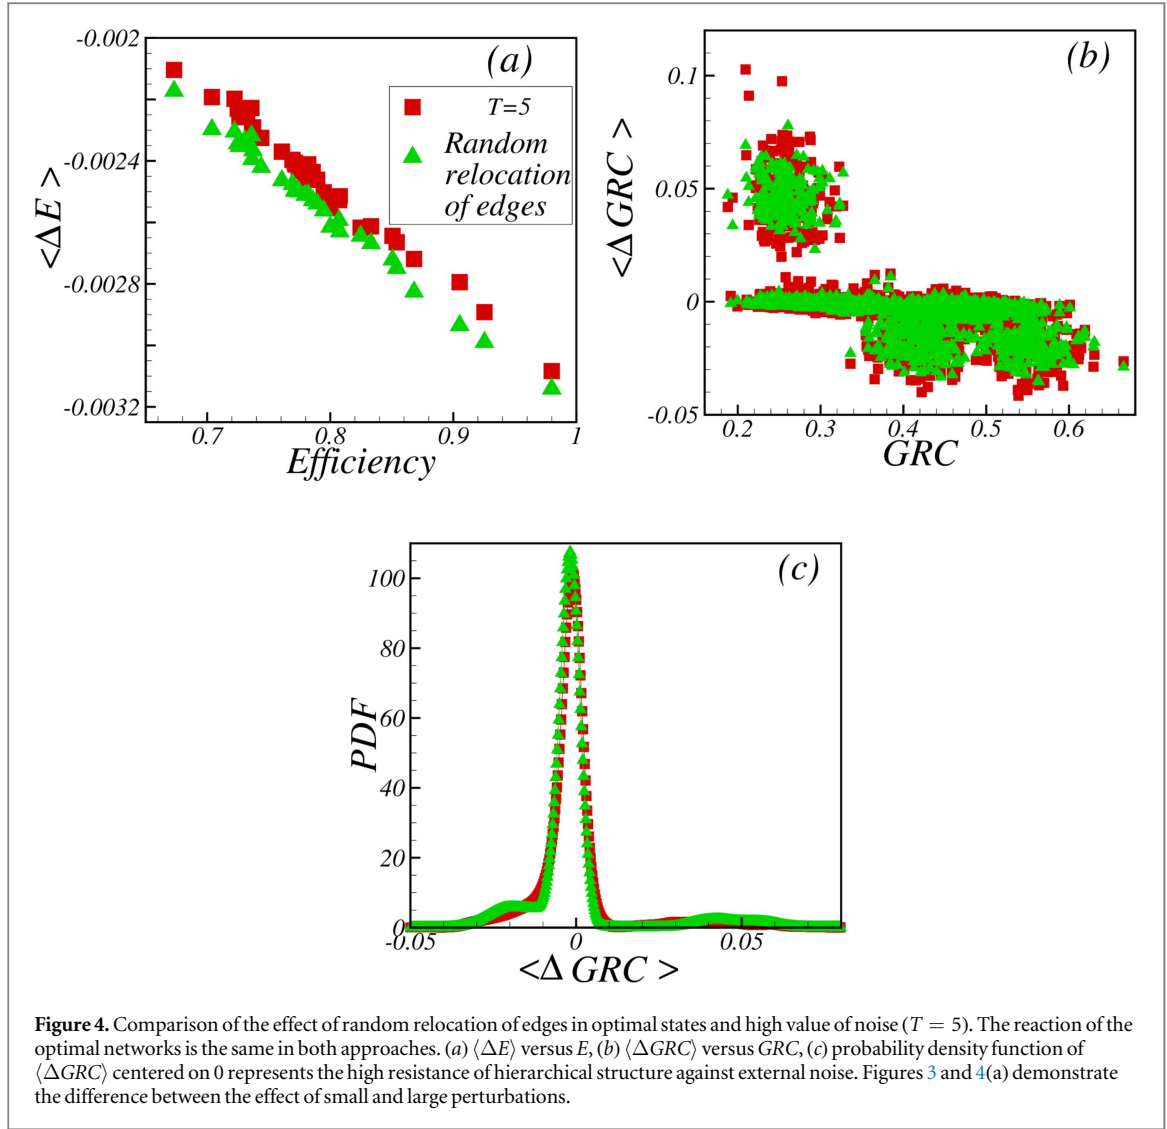 (a)
-0.002
-0.0024
-0.0028
-0.0032
<Δ E >
T=5
Random
relocation
of edges
0.7 0.8 0.9 1
Efficiency
(b)
0.1
0.05
0
-0.05
<Δ GRC >
0.2 0.3 0.4 0.5 0.6
GRC
(c)
100
80
60
40
20
0
PDF
-0.05 0 0.05
<Δ GRC >
Figure 4. Comparison of the effect of random relocation of edges in optimal states and high value of noise (T = 5). The reaction of the
optimal networks is the same in both approaches. (a) ⟨ΔE⟩ versus E, (b) ⟨ΔGRC⟩ versus GRC, (c) probability density function of
⟨ΔGRC⟩ centered on 0 represents the high resistance of hierarchical structure against external noise. Figures 3 and 4(a) demonstrate
the difference between the effect of small and large perturbations.